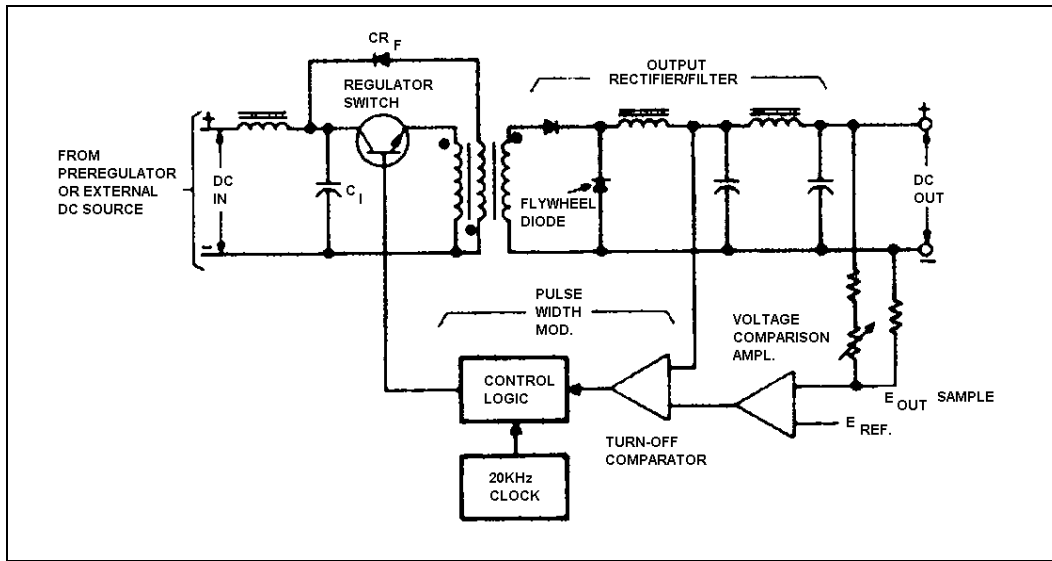 CR F
REGULATOR
SWITCH
OUTPUT
RECTIFIER/FILTER
+
+
FROM
PREREGULATOR
OR EXTERNAL
DC SOURCE
DC
IN
C I
FLYWHEEL
DIODE
DC
OUT
-
-
PULSE
WIDTH
MOD.
VOLTAGE
COMPARISON
AMPL.
CONTROL
LOGIC
E OUT SAMPLE
E REF.
TURN-OFF
COMPARATOR
20KHz
CLOCK